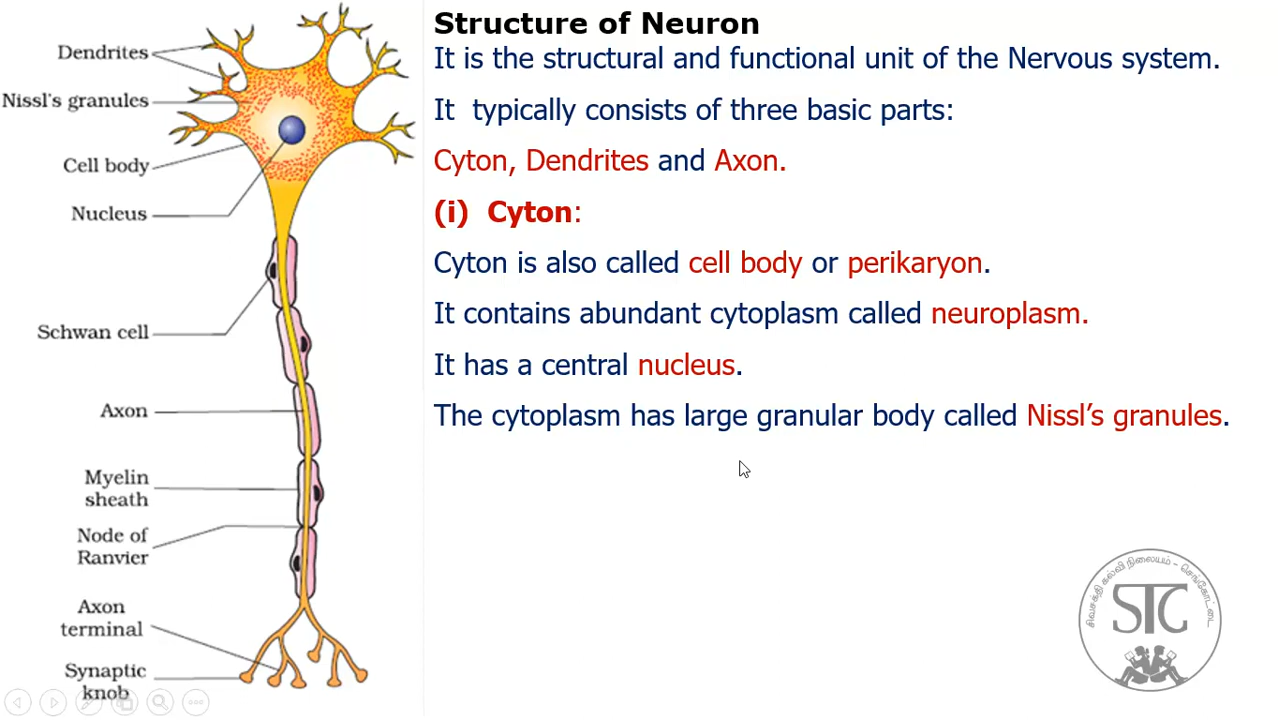 Structure of Neuron
It is the structural and functional unit of the Nervous system.
It typically consists of three basic parts:
Cyton, Dendrites and Axon.
(i) Cyton:
Cyton is also called cell body or perikaryon.
It contains abundant cytoplasm called neuroplasm.
It has a central nucleus.
The cytoplasm has large granular body called Nissl’s granules.
Dendrites
Nissl’s granules
Cell body
Nucleus
Schwan cell
Axon
Myelin
sheath
Node of
Ranvier
Axon
terminal
Synaptic
knob
சிவசக்தி கல்வி நிலையம் - செங்கோட்டை
STC